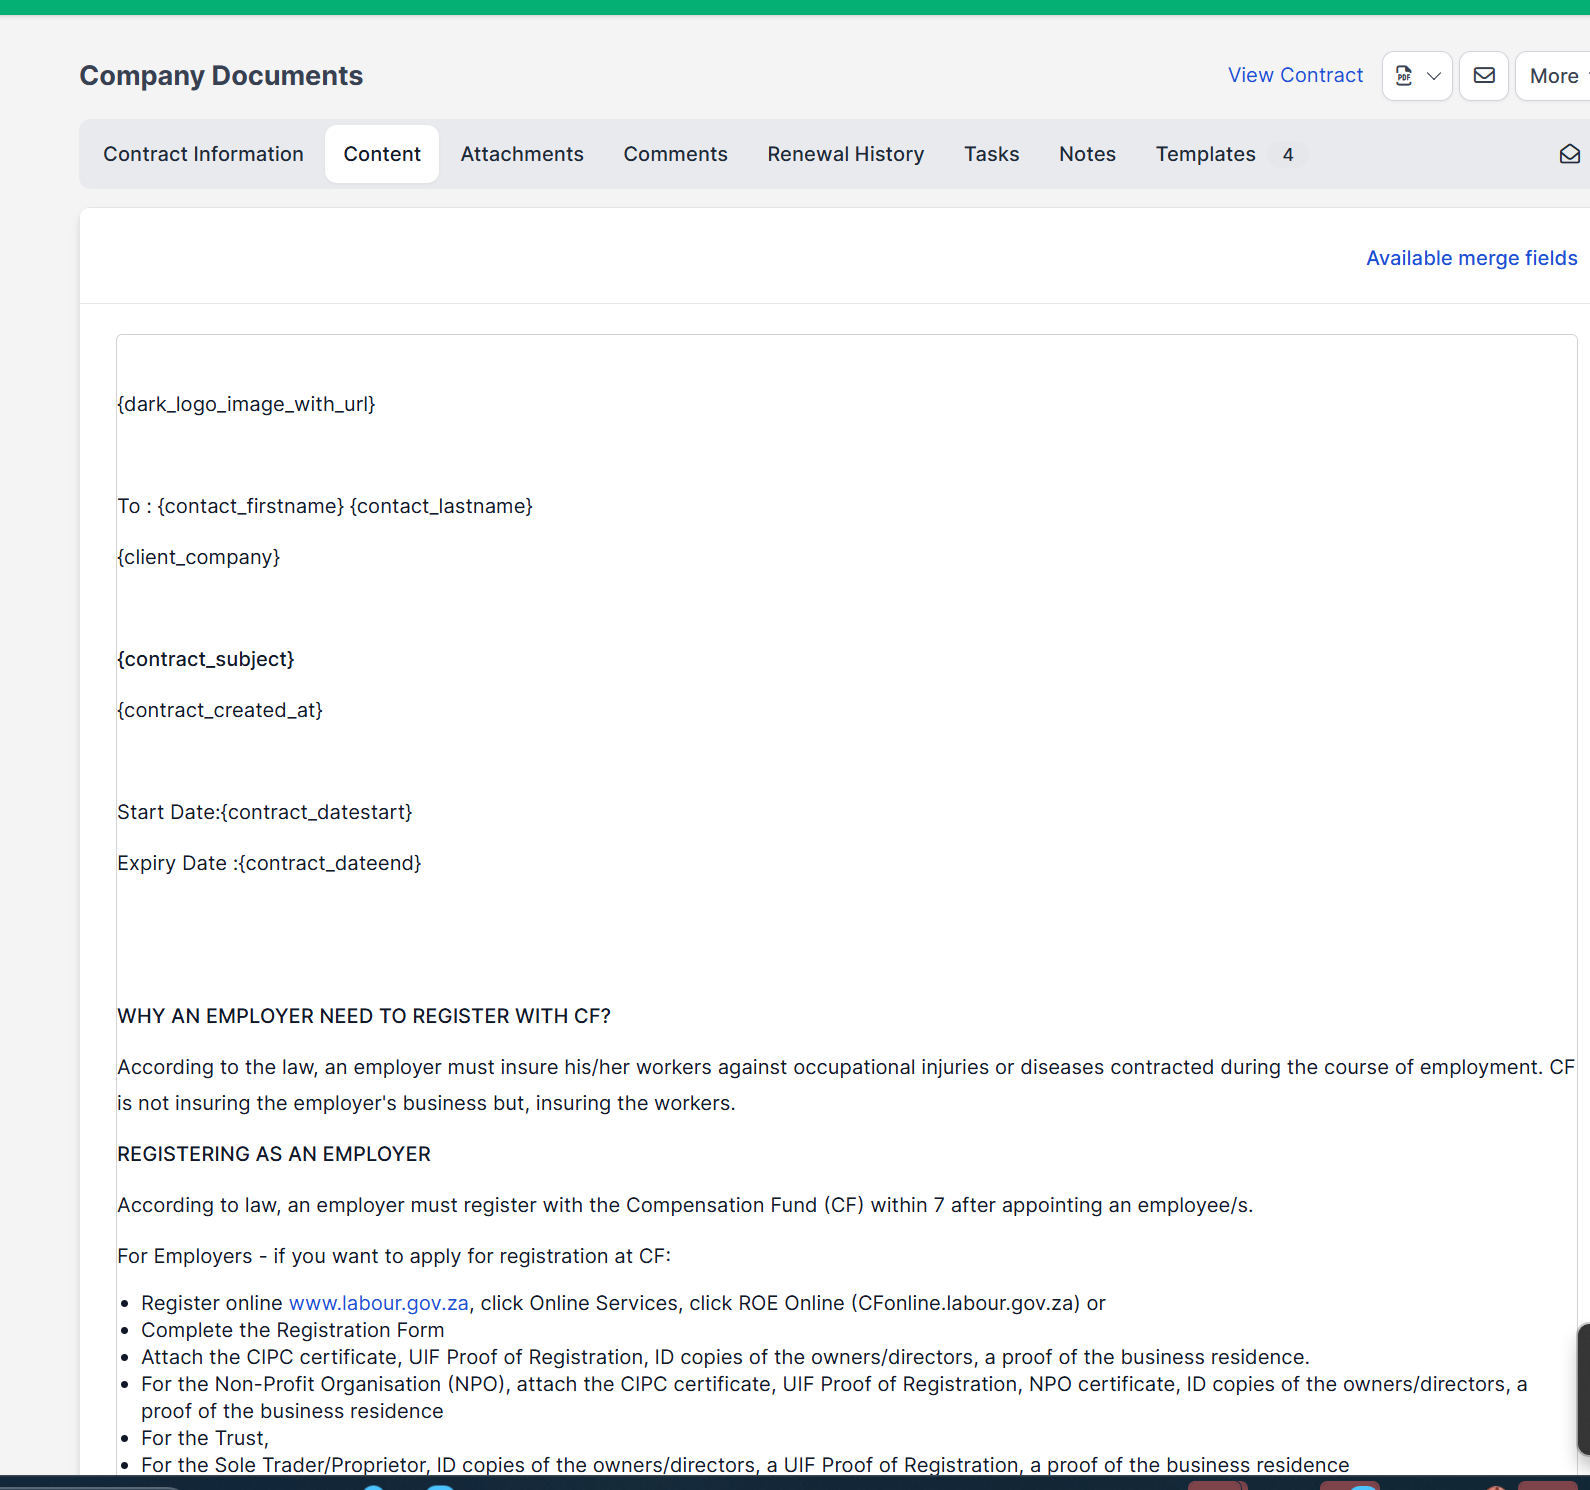 Company Documents
View Contract
PDF
More
Contract Information
Content
Attachments
Comments
Renewal History
Tasks
Notes
Templates 4
Available merge fields
{dark_logo_image_with_url}
To : {contact_firstname} {contact_lastname}
{client_company}
{contract_subject}
{contract_created_at}
Start Date:{contract_datestart}
Expiry Date :{contract_dateend}
WHY AN EMPLOYER NEED TO REGISTER WITH CF?
According to the law, an employer must insure his/her workers against occupational injuries or diseases contracted during the course of employment. CF
is not insuring the employer's business but, insuring the workers.
REGISTERING AS AN EMPLOYER
According to law, an employer must register with the Compensation Fund (CF) within 7 after appointing an employee/s.
For Employers - if you want to apply for registration at CF:
• Register online www.labour.gov.za, click Online Services, click ROE Online (CFonline.labour.gov.za) or
• Complete the Registration Form
• Attach the CIPC certificate, UIF Proof of Registration, ID copies of the owners/directors, a proof of the business residence.
• For the Non-Profit Organisation (NPO), attach the CIPC certificate, UIF Proof of Registration, NPO certificate, ID copies of the owners/directors, a
proof of the business residence
• For the Trust,
• For the Sole Trader/Proprietor, ID copies of the owners/directors, a UIF Proof of Registration, a proof of the business residence